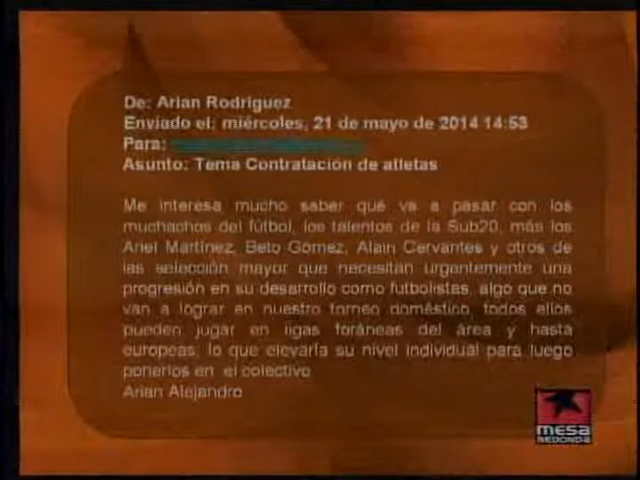 De: Arian Rodriguez
Enviado el: miércoles, 21 de mayo de 2014 14:53
Para:
Asunto: Tema Contratación de atletas
Me interesa mucho saber qué va a pasar con los
muchachos del fútbol, los talentos de la Sub20, más los
Ariel Martínez, Beto Gómez, Alain Cervantes y otros de
las selección mayor que necesitan urgentemente una
progresión en su desarrollo como futbolistas, algo que no
van a lograr en nuestro torneo doméstico, todos ellos
pueden jugar en ligas foráneas del área y hasta
europeas, lo que elevaría su nivel individual para luego
ponerlos en el colectivo
Arian Alejandro
MESA
REDONDA